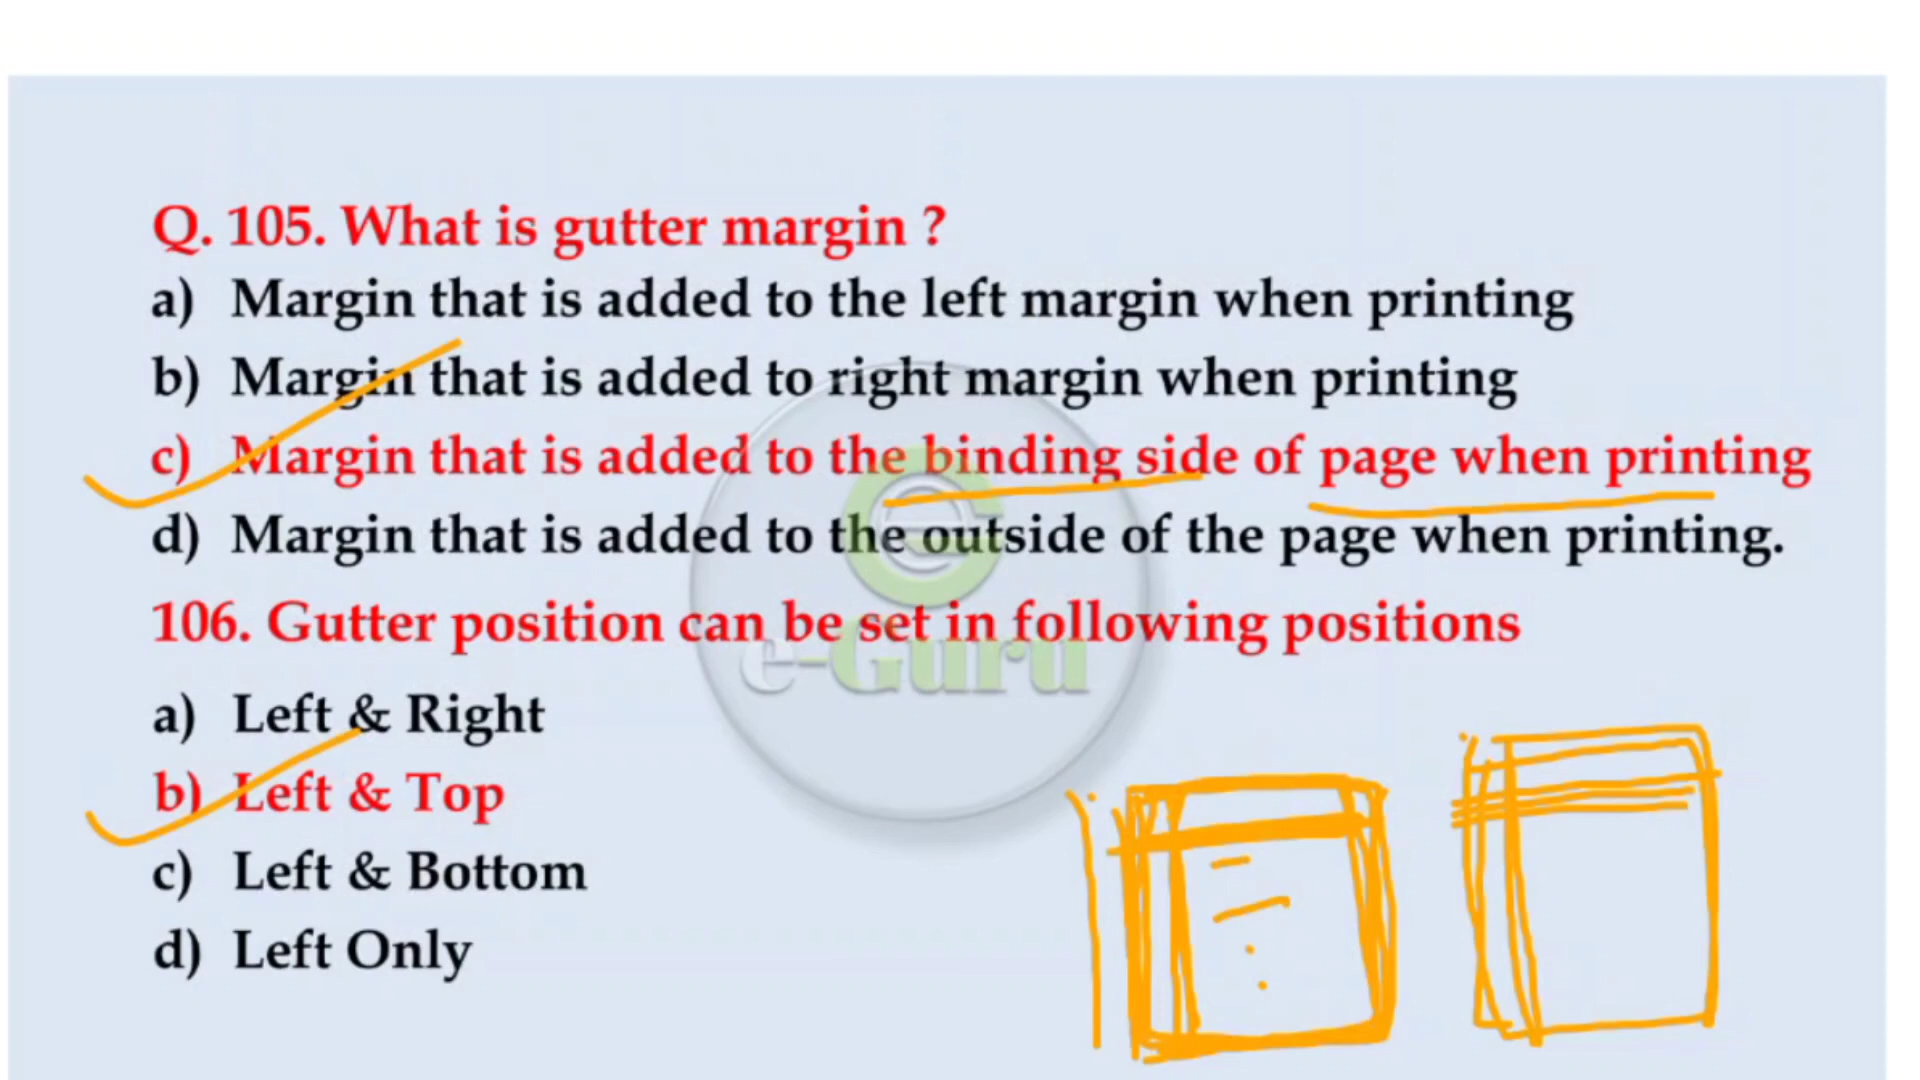 Q. 105. What is gutter margin ?
a) Margin that is added to the left margin when printing
b) Margin that is added to right margin when printing
c) Margin that is added to the binding side of page when printing
d) Margin that is added to the outside of the page when printing.
106. Gutter position can be set in following positions
e-Guru
a) Left & Right
b) Left & Top
c) Left & Bottom
d) Left Only